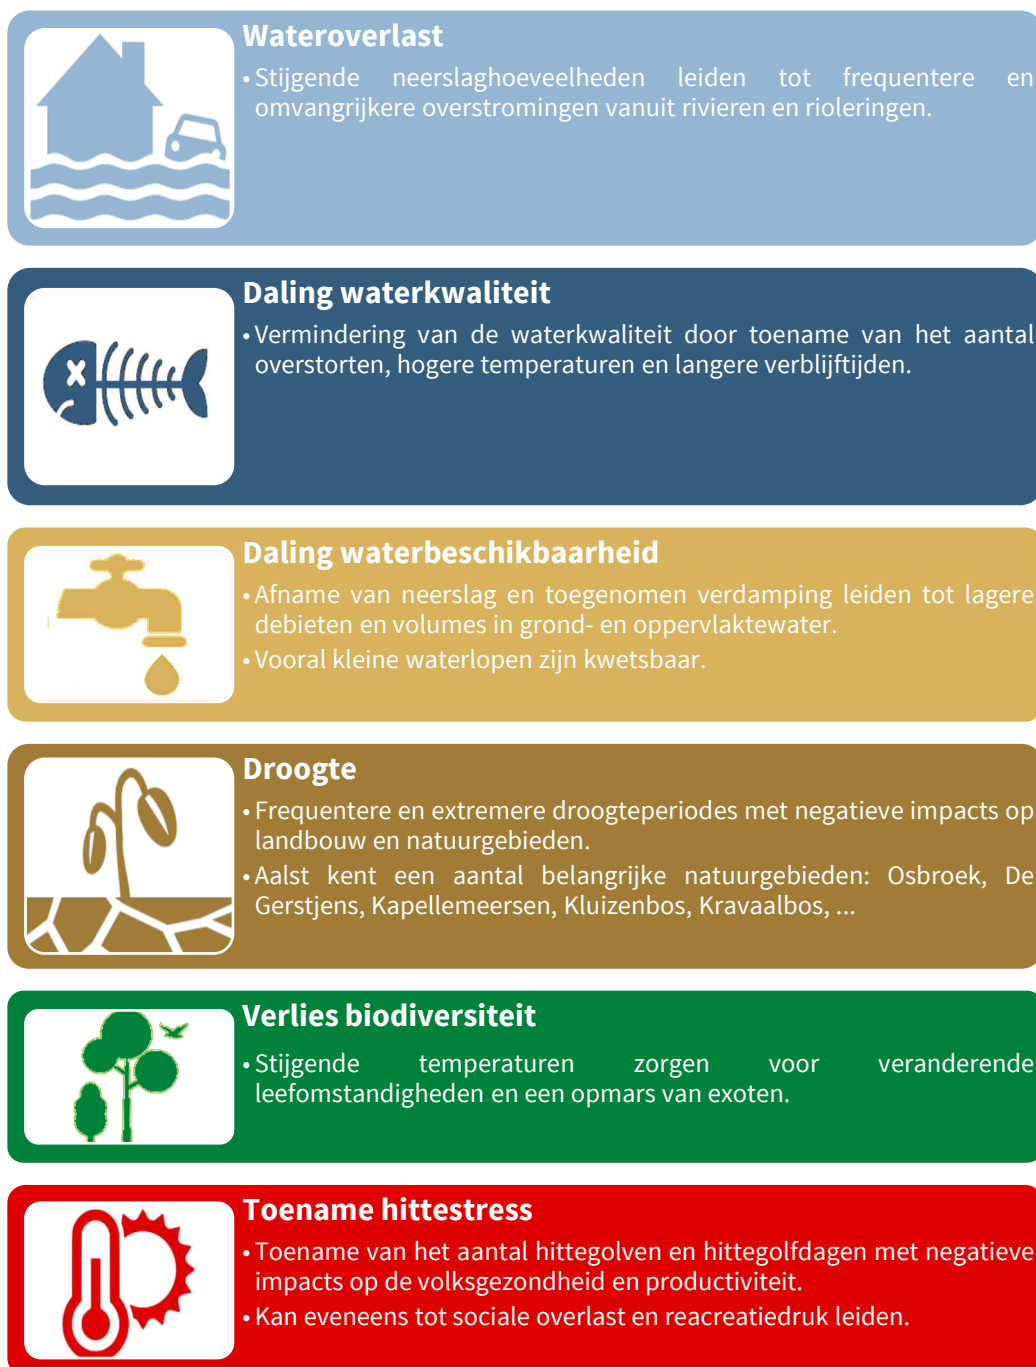 Wateroverlast
• Stijgende neerslaghoeveelheden leiden tot frequentere en
omvangrijkere overstromingen vanuit rivieren en rioleringen.
Daling waterkwaliteit
• Vermindering van de waterkwaliteit door toename van het aantal
overstorten, hogere temperaturen en langere verblijftijden.
Daling waterbeschikbaarheid
• Afname van neerslag en toegenomen verdamping leiden tot lagere
debieten en volumes in grond- en oppervlaktewater.
• Vooral kleine waterlopen zijn kwetsbaar.
Droogte
• Frequentere en extremere droogteperiodes met negatieve impacts op
landbouw en natuurgebieden.
• Aalst kent een aantal belangrijke natuurgebieden: Osbroek, De
Gerstjens, Kapellemeersen, Kluizenbos, Kravaalbos, ...
Verlies biodiversiteit
• Stijgende temperaturen zorgen voor veranderende
leefomstandigheden en een opmars van exoten.
Toename hittestress
• Toename van het aantal hittegolven en hittegolfdagen met negatieve
impacts op de volksgezondheid en productiviteit.
• Kan eveneens tot sociale overlast en reacreatiedruk leiden.